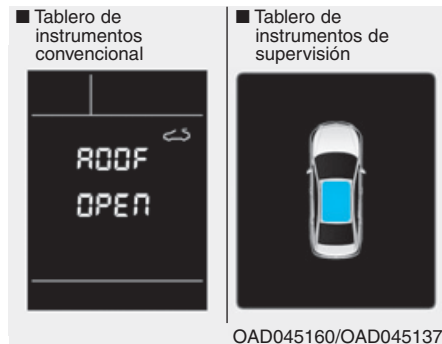 ■ Tablero de
instrumentos
convencional
■ Tablero de
instrumentos de
supervisión
ROOF
OPEN
OAD045160/OAD045137